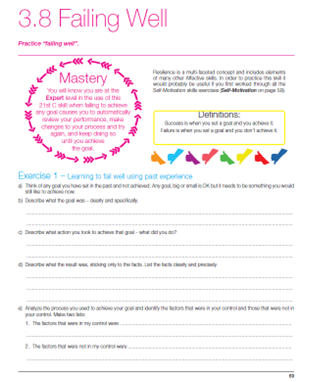 3.8 Failing Well
Practice "failing well".
Mastery
You will know you are at the
Expert level in the use of this
21st C skill when failing to achieve
any goal causes you to automatically
review your performance, make
changes to your process and try
again, and keep doing so
until you achieve
the goal.
Resilience is a multi-faceted concept and includes elements
of many other Affective skills. In order to practice this skill it
would probably be useful if you first worked through all the
Self-Motivation skills exercises (Self-Motivation on page 59).
Definitions:
Success is when you set a goal and you achieve it.
Failure is when you set a goal and you don't achieve it.
Exercise 1 – Learning to fail well using past experience
a) Think of any goal you have set in the past and not achieved. Any goal, big or small is OK but it needs to be something you would
still like to achieve now.
b) Describe what the goal was – clearly and specifically.
c) Describe what action you took to achieve that goal – what did you do?
d) Describe what the result was, sticking only to the facts. List the facts clearly and precisely.
e) Analyze the process you used to achieve your goal and identify the factors that were in your control and those that were not in
your control. Make two lists:
1. The factors that were in my control were
2. The factors that were not in my control were